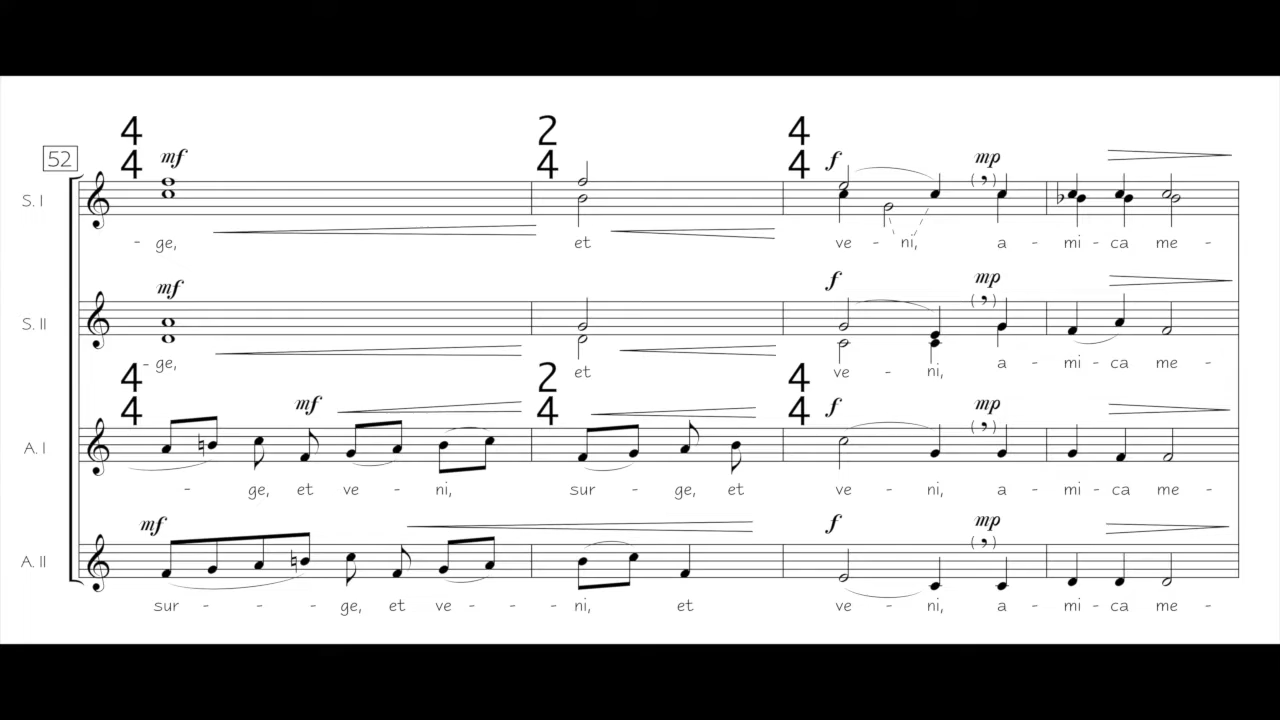 4 2 4
52 4 mf 4 4 f mp (,)
S. I
- ge, et ve - ni, a - mi - ca me -
mf f mp (,)
S. II
- ge, et ve - ni, a - mi - ca me -
4 2 4
4 mf 4 4 f mp (,)
A. I
- ge, et ve - ni, sur - ge, et ve - ni, a - mi - ca me -
mf f mp (,)
A. II
sur - - - ge, et ve - - - ni, et ve - ni, a - mi - ca me -